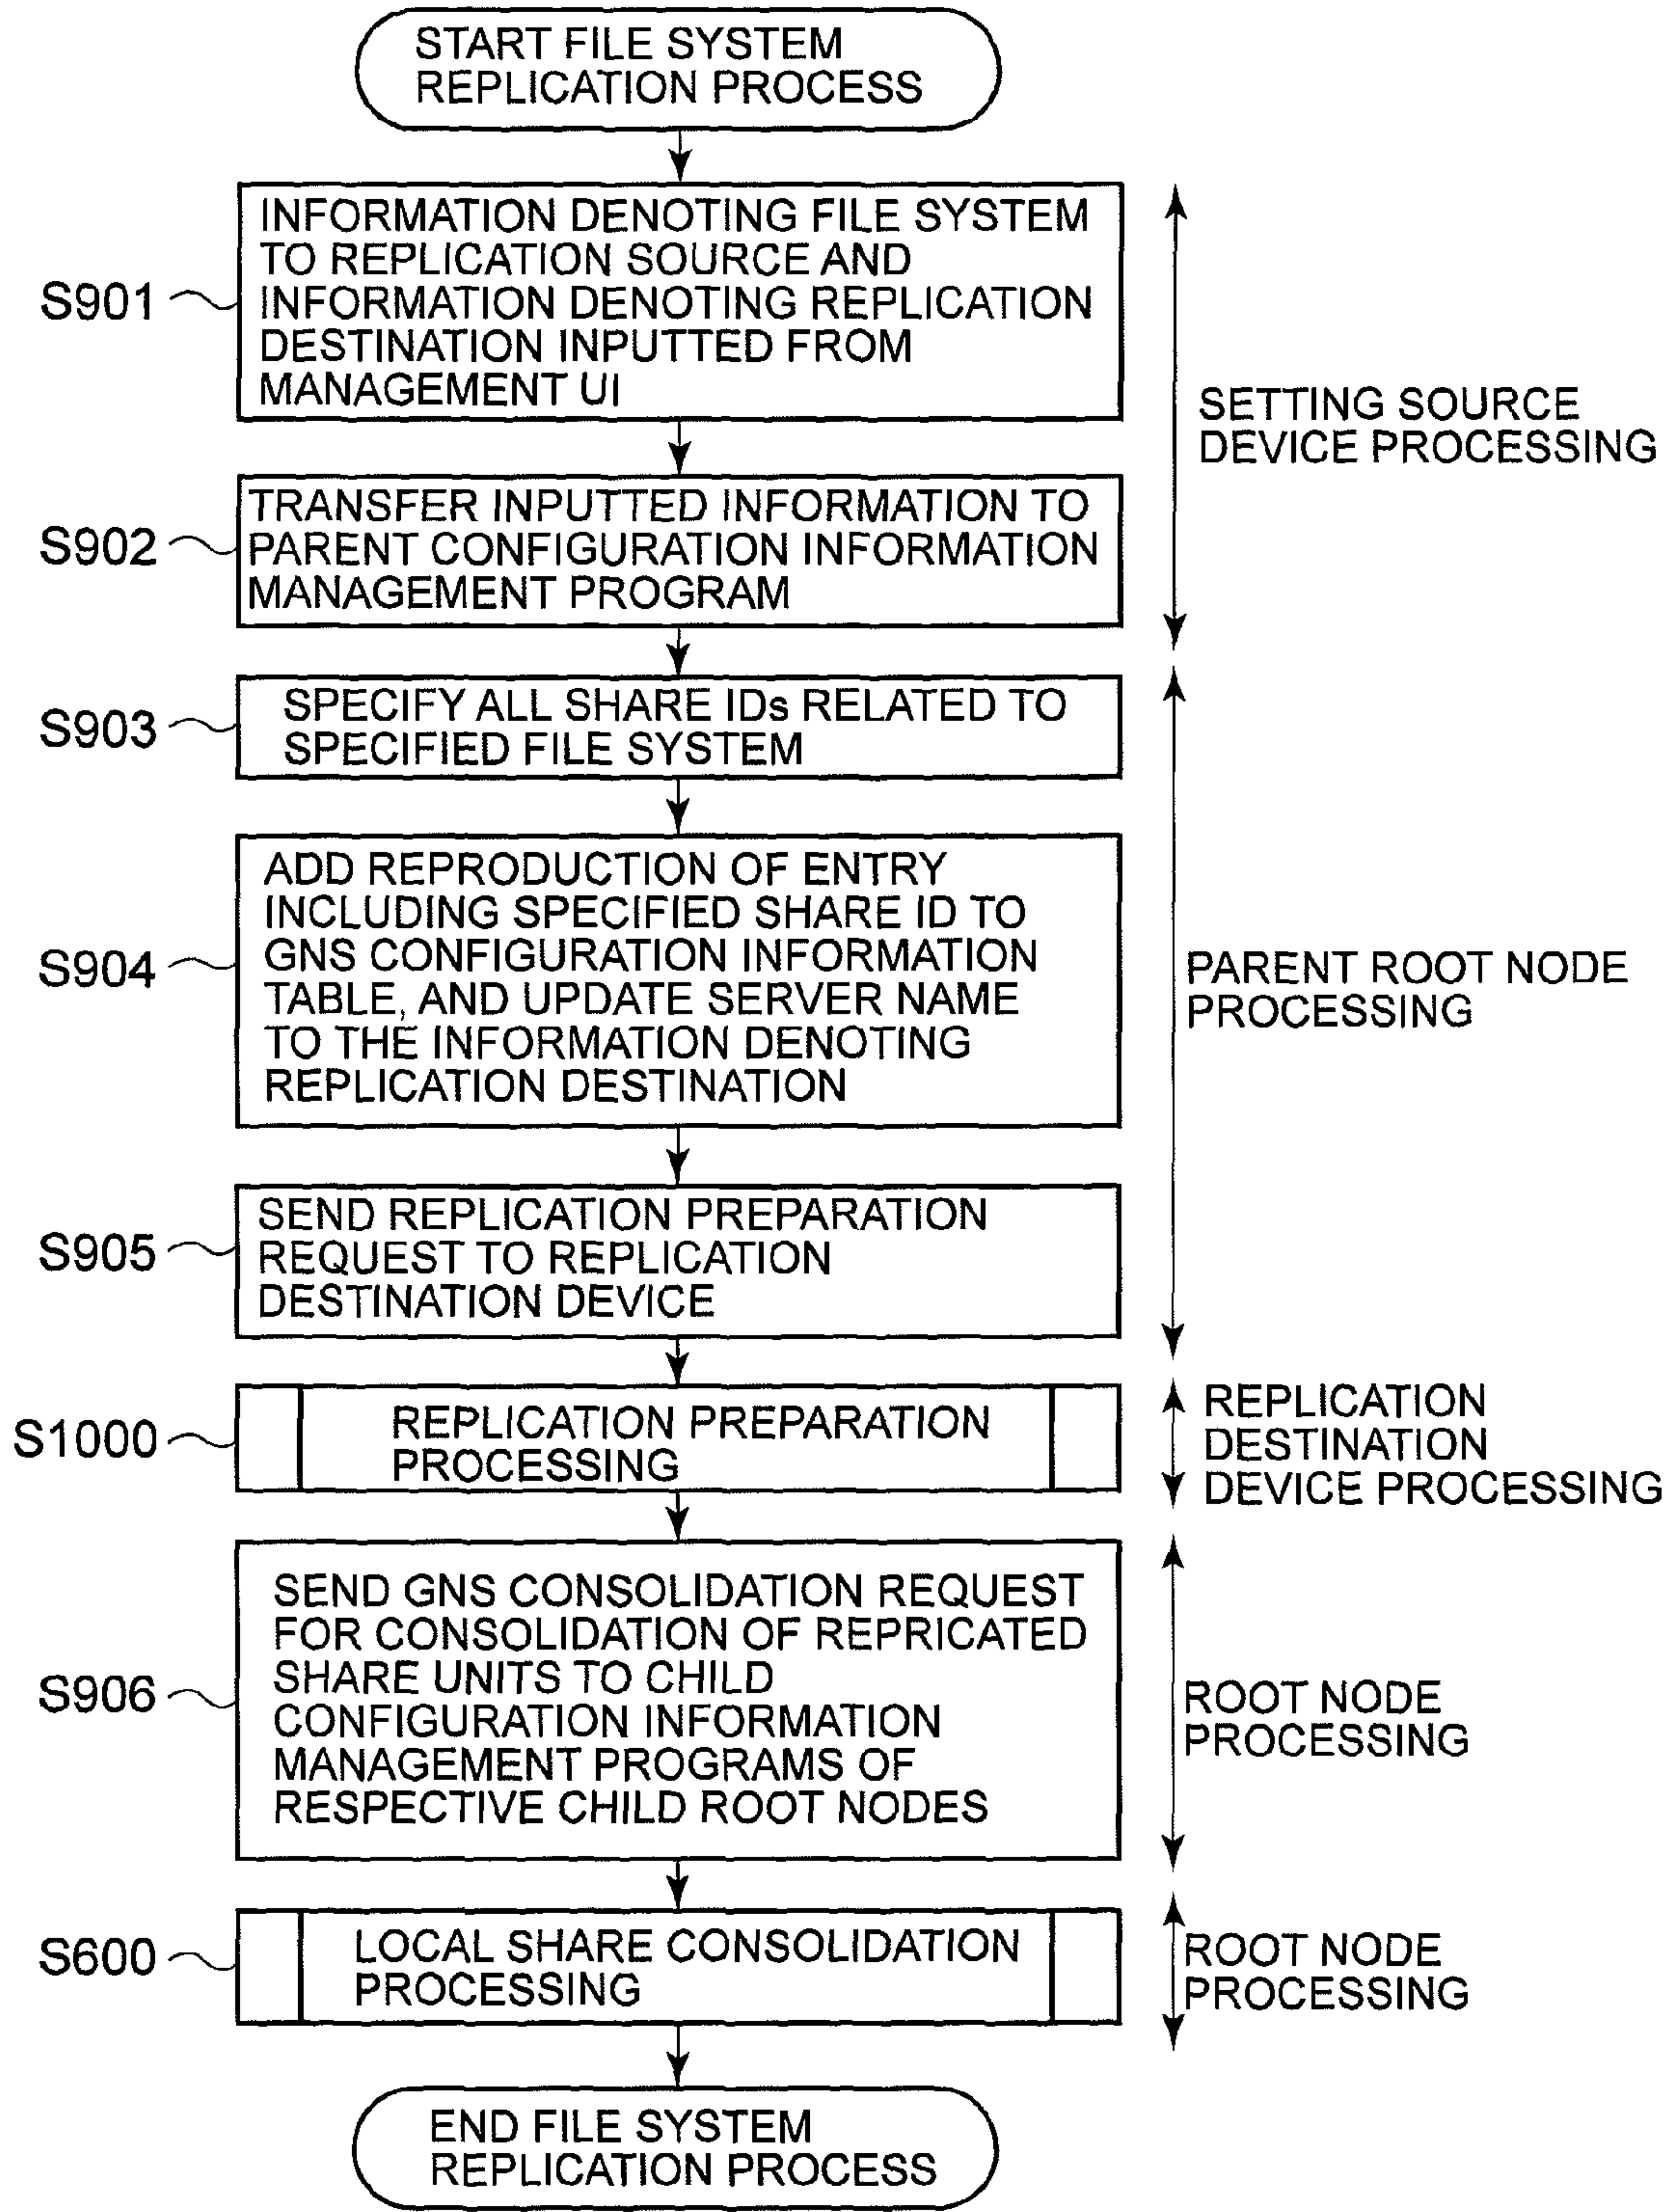 START FILE SYSTEM
REPLICATION PROCESS
S901
INFORMATION DENOTING FILE SYSTEM
TO REPLICATION SOURCE AND
INFORMATION DENOTING REPLICATION
DESTINATION INPUTTED FROM
MANAGEMENT UI
SETTING SOURCE
DEVICE PROCESSING
S902
TRANSFER INPUTTED INFORMATION TO
PARENT CONFIGURATION INFORMATION
MANAGEMENT PROGRAM
S903
SPECIFY ALL SHARE IDs RELATED TO
SPECIFIED FILE SYSTEM
S904
ADD REPRODUCTION OF ENTRY
INCLUDING SPECIFIED SHARE ID TO
GNS CONFIGURATION INFORMATION
TABLE, AND UPDATE SERVER NAME
TO THE INFORMATION DENOTING
REPLICATION DESTINATION
PARENT ROOT NODE
PROCESSING
S905
SEND REPLICATION PREPARATION
REQUEST TO REPLICATION
DESTINATION DEVICE
S1000
REPLICATION PREPARATION
PROCESSING
REPLICATION
DESTINATION
DEVICE PROCESSING
S906
SEND GNS CONSOLIDATION REQUEST
FOR CONSOLIDATION OF REPRICATED
SHARE UNITS TO CHILD
CONFIGURATION INFORMATION
MANAGEMENT PROGRAMS OF
RESPECTIVE CHILD ROOT NODES
ROOT NODE
PROCESSING
S600
LOCAL SHARE CONSOLIDATION
PROCESSING
ROOT NODE
PROCESSING
END FILE SYSTEM
REPLICATION PROCESS